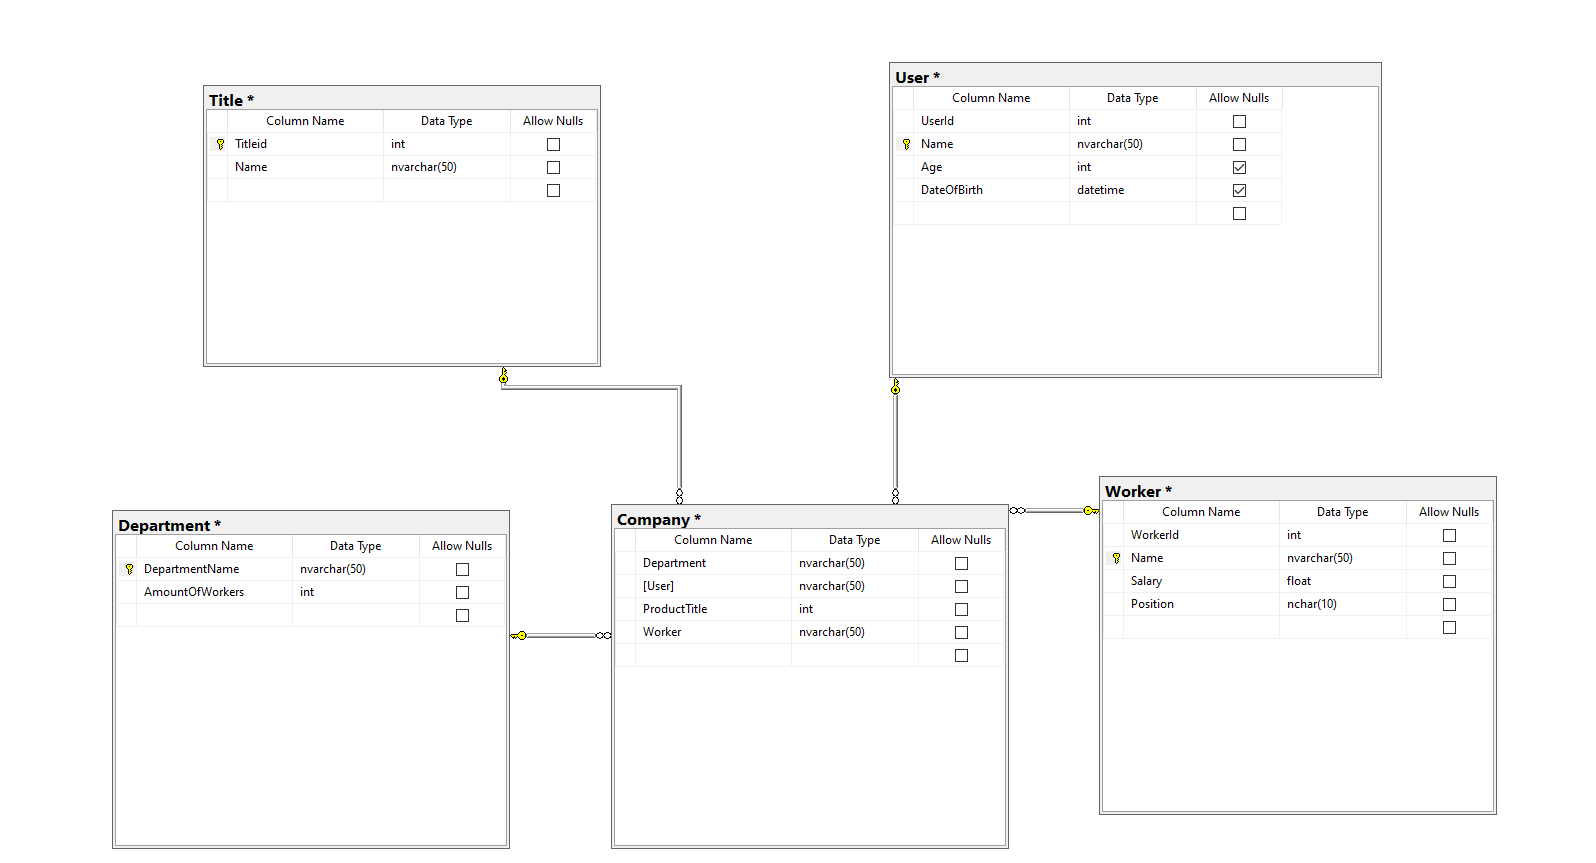 Title *
Column Name Data Type Allow Nulls
Titleid int
Name nvarchar(50)
User *
Column Name Data Type Allow Nulls
UserId int
Name nvarchar(50)
Age int
DateOfBirth datetime
Department *
Column Name Data Type Allow Nulls
DepartmentName nvarchar(50)
AmountOfWorkers int
Company *
Column Name Data Type Allow Nulls
Department nvarchar(50)
[User] nvarchar(50)
ProductTitle int
Worker nvarchar(50)
Worker *
Column Name Data Type Allow Nulls
WorkerId int
Name nvarchar(50)
Salary float
Position nchar(10)